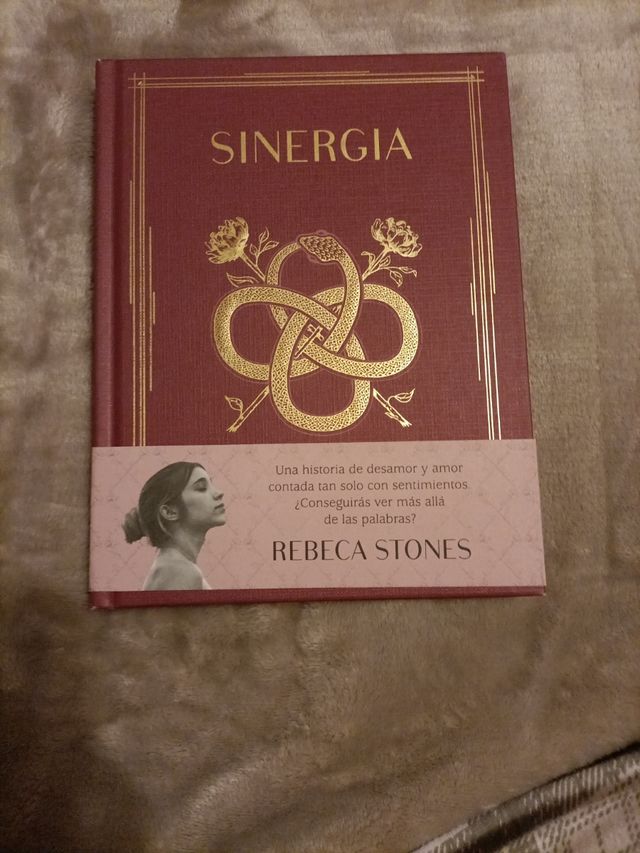 SINERGIA
Una historia de desamor y amor
contada tan solo con sentimientos.
¿Conseguirás ver más allá
de las palabras?
REBECA STONES